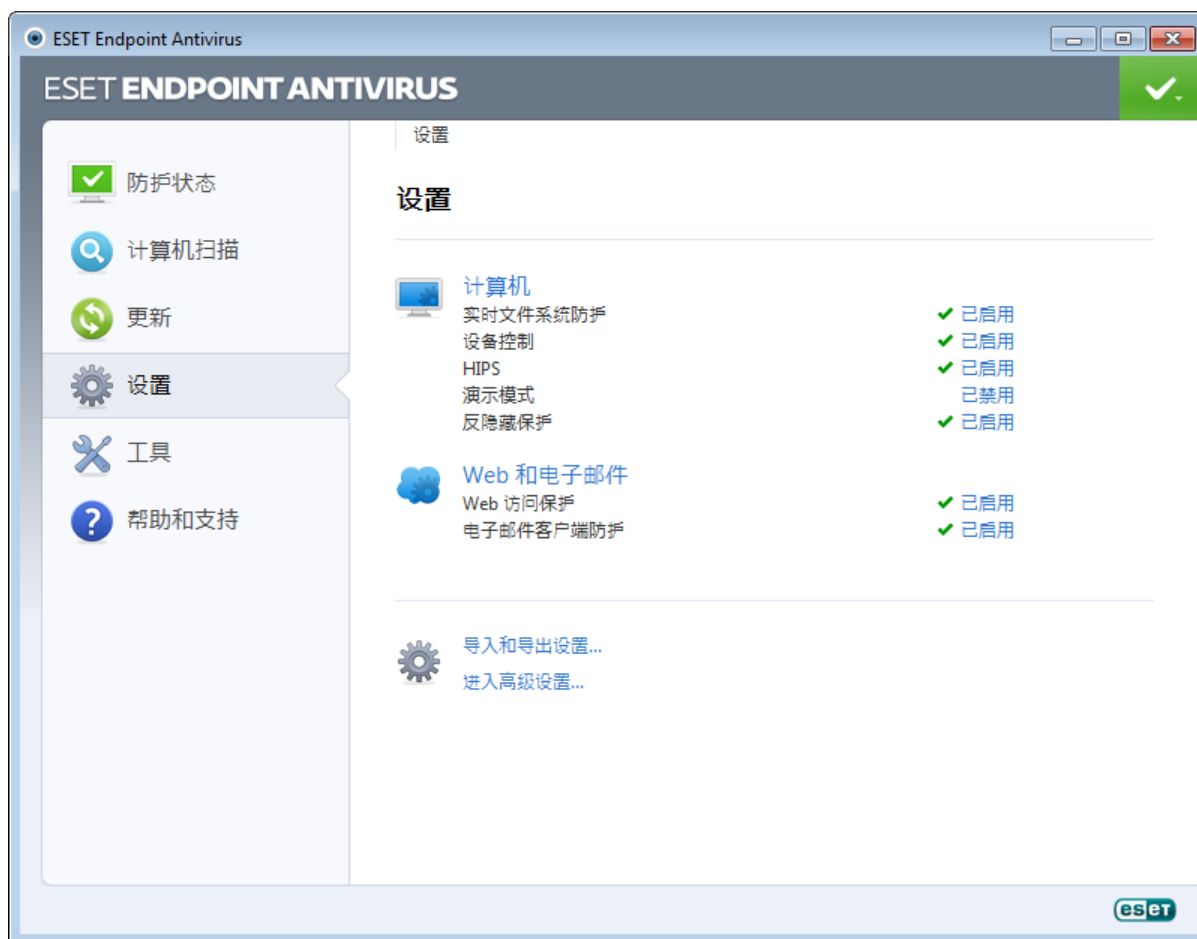 ESET Endpoint Antivirus
ESET ENDPOINT ANTIVIRUS
防护状态
计算机扫描
更新
设置
工具
帮助和支持
设置
设置
计算机
实时文件系统防护 已启用
设备控制 已启用
HIPS 已启用
演示模式 已禁用
反隐藏保护 已启用
Web 和电子邮件
Web 访问保护 已启用
电子邮件客户端防护 已启用
导入和导出设置...
进入高级设置...
eset